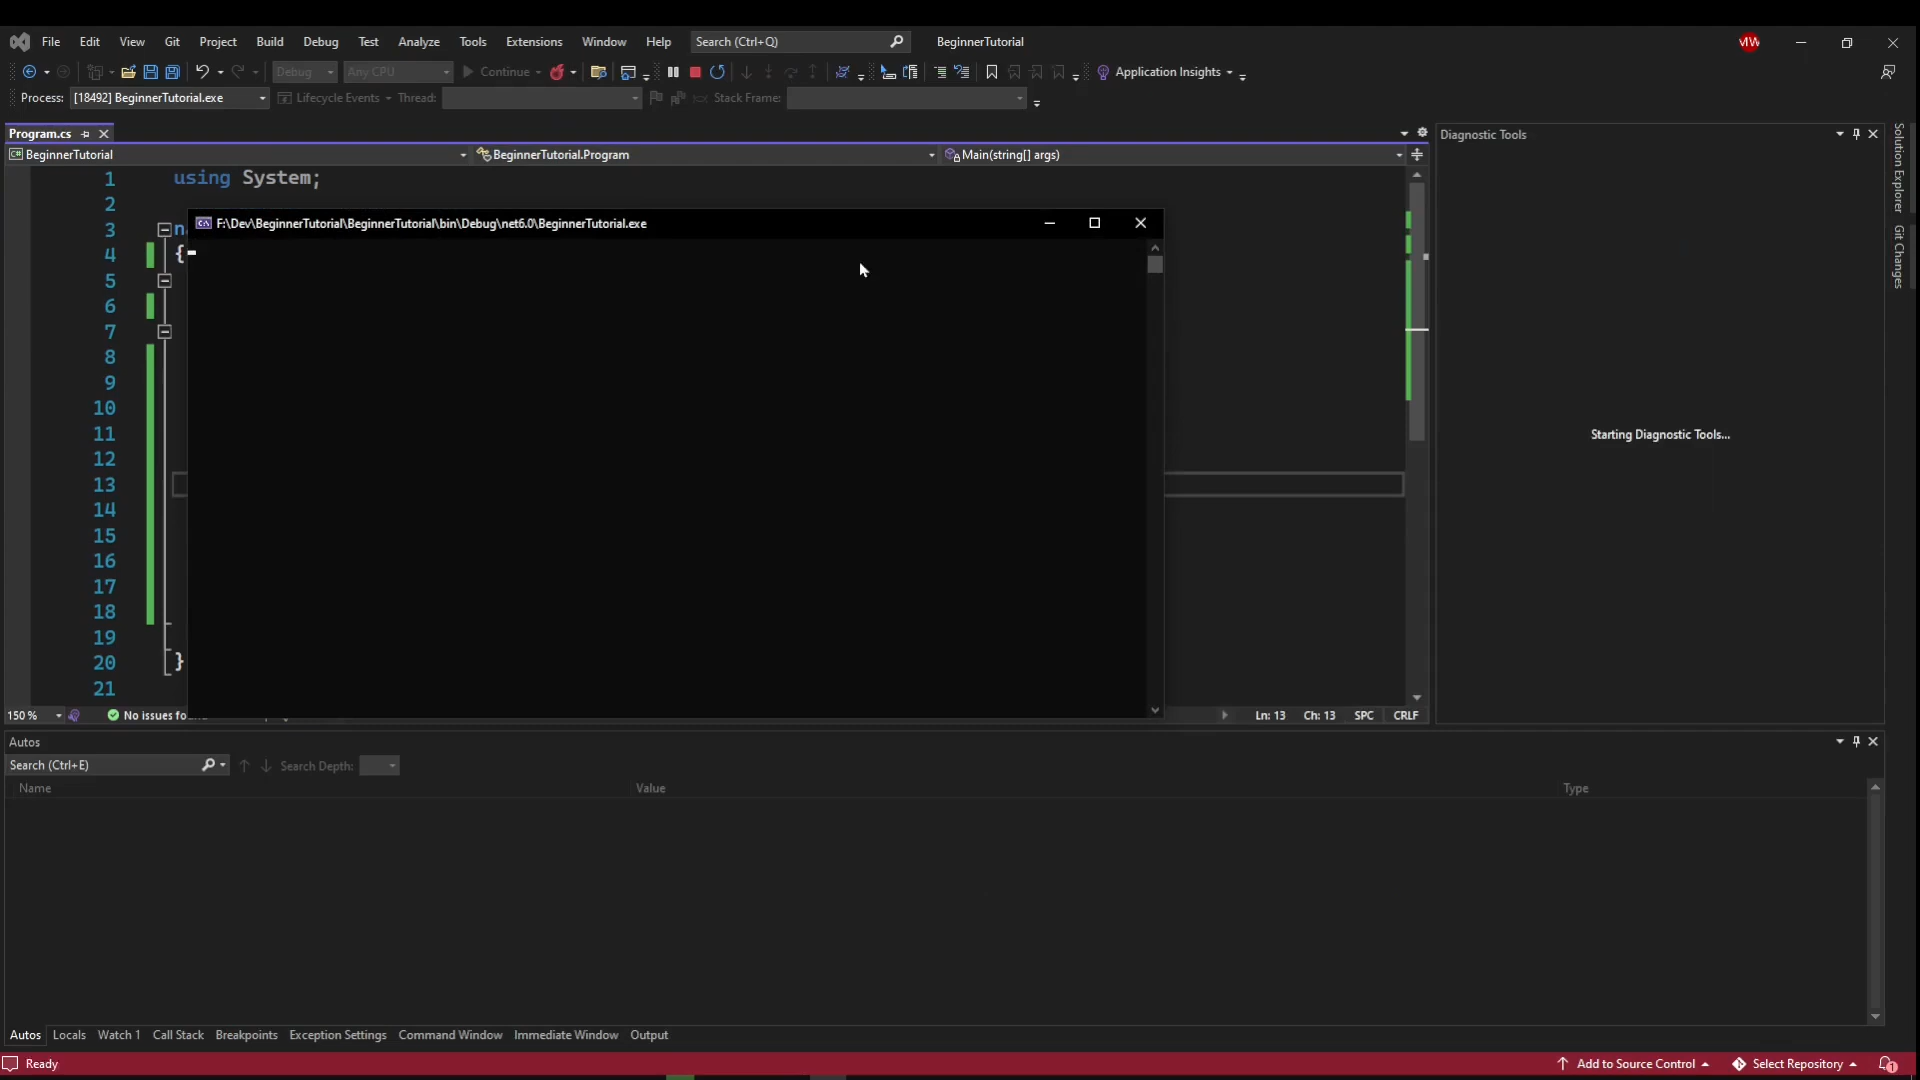 File Edit View Git Project Build Debug Test Analyze Tools Extensions Window Help Search (Ctrl+Q) BeginnerTutorial MW
Debug Any CPU Continue Application Insights
Process: [18492] BeginnerTutorial.exe Lifecycle Events Thread: Stack Frame:
Program.cs
Diagnostic Tools
BeginnerTutorial BeginnerTutorial.Program Main(string[] args)
1 using System;
2
3 n
4 {
5
6
7
8
9
10
11
12
13
14
15
16
17
18
19
20 }
21
F:\Dev\BeginnerTutorial\BeginnerTutorial\bin\Debug\net6.0\BeginnerTutorial.exe
Starting Diagnostic Tools...
Solution Explorer
Git Changes
150 % No issues fo Ln: 13 Ch: 13 SPC CRLF
Autos
Search (Ctrl+E) Search Depth:
Name Value Type
Autos Locals Watch 1 Call Stack Breakpoints Exception Settings Command Window Immediate Window Output
Ready Add to Source Control Select Repository 1